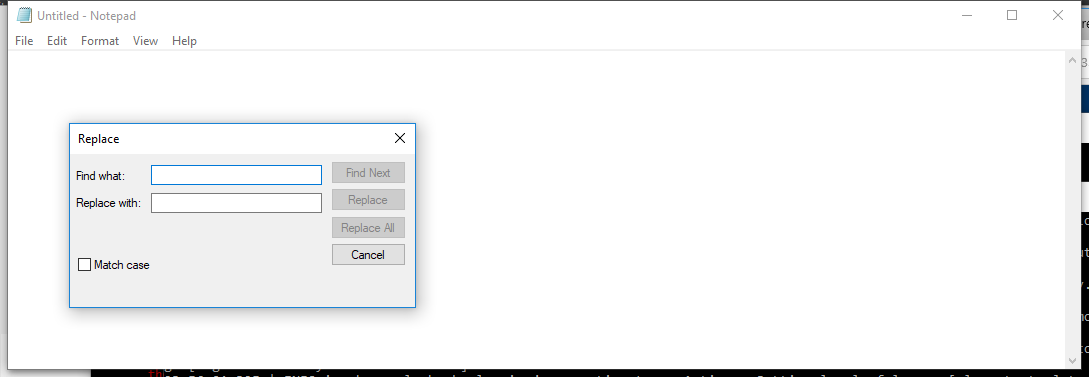 Untitled - Notepad
File Edit Format View Help
Replace
Find what:
Find Next
Replace with:
Replace
Replace All
Cancel
Match case